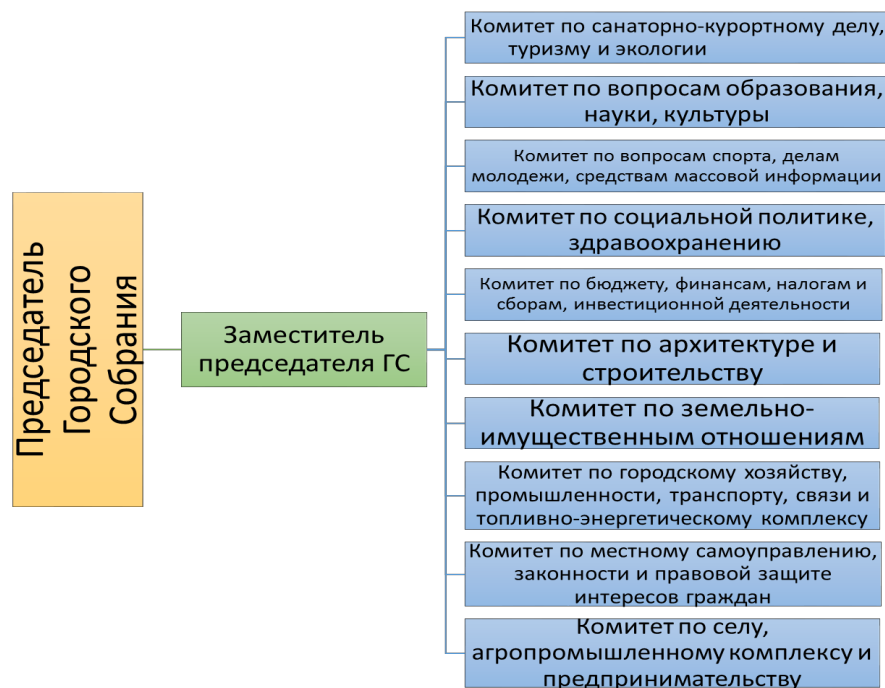 Председатель
Городского
Собрания
Заместитель
председателя ГС
Комитет по санаторно-курортному делу,
туризму и экологии
Комитет по вопросам образования,
науки, культуры
Комитет по вопросам спорта, делам
молодежи, средствам массовой информации
Комитет по социальной политике,
здравоохранению
Комитет по бюджету, финансам, налогам и
сборам, инвестиционной деятельности
Комитет по архитектуре и
строительству
Комитет по земельно-
имущественным отношениям
Комитет по городскому хозяйству,
промышленности, транспорту, связи и
топливно-энергетическому комплексу
Комитет по местному самоуправлению,
законности и правовой защите
интересов граждан
Комитет по селу,
агропромышленному комплексу и
предпринимательству